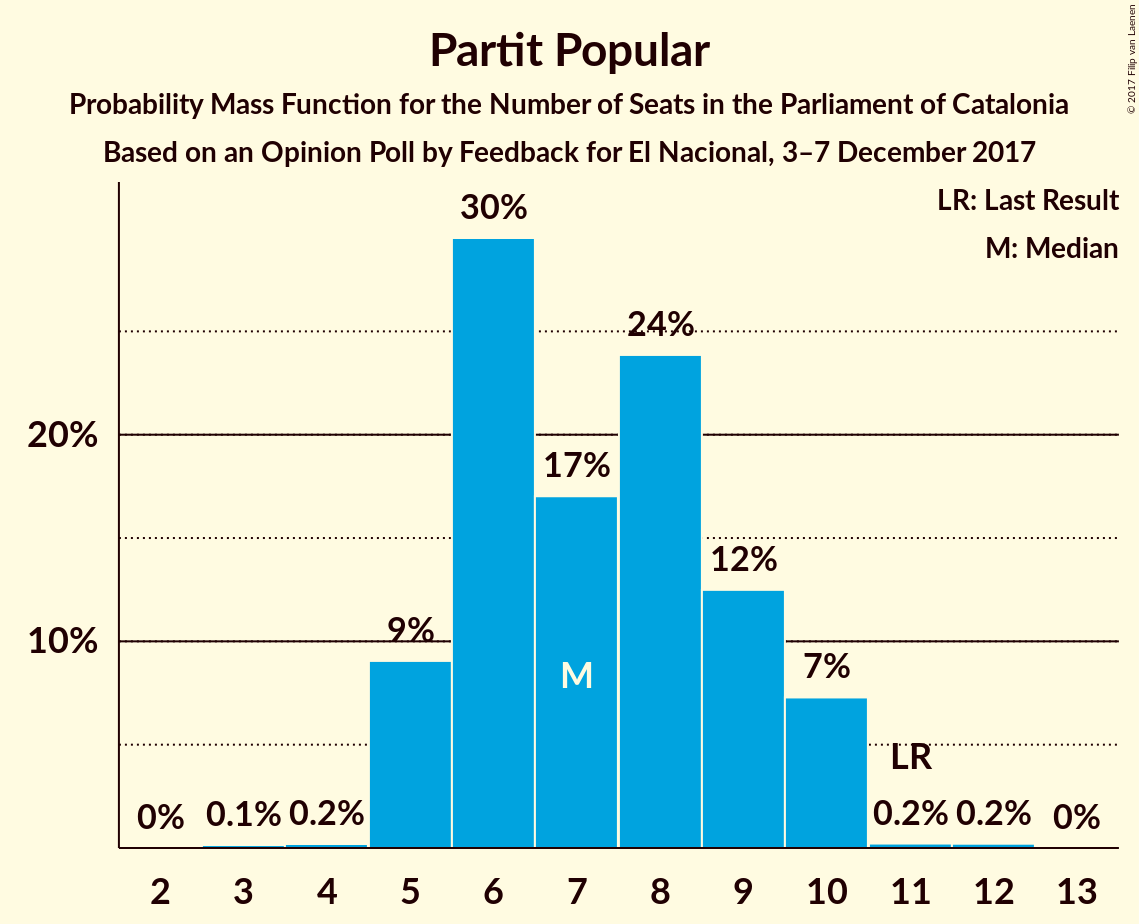 Partit Popular
Probability Mass Function for the Number of Seats in the Parliament of Catalonia
Based on an Opinion Poll by Feedback for El Nacional, 3–7 December 2017
© 2017 Filip van Laenen
LR: Last Result
M: Median
30%
24%
20%
17%
12%
9%
10%
7%
M
LR
0%
0.1%
0.2%
0.2%
0.2%
0%
2 3 4 5 6 7 8 9 10 11 12 13